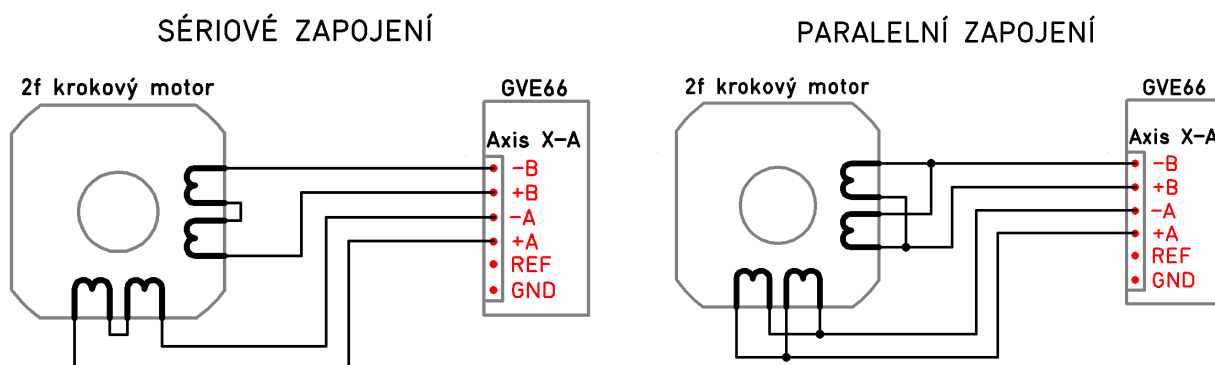 SÉRIOVÉ ZAPOJENÍ
2f krokový motor
GVE66
Axis X-A
-B
+B
-A
+A
REF
GND
PARALELNÍ ZAPOJENÍ
2f krokový motor
GVE66
Axis X-A
-B
+B
-A
+A
REF
GND